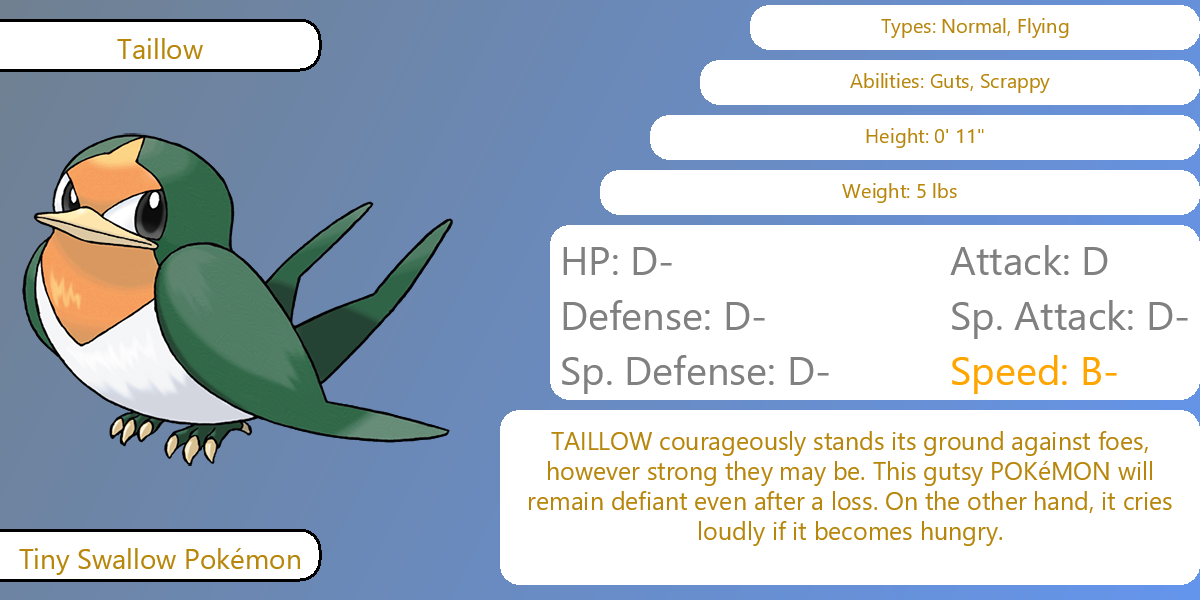 Taillow
Types: Normal, Flying
Abilities: Guts, Scrappy
Height: 0' 11"
Weight: 5 lbs
HP: D-
Attack: D
Defense: D-
Sp. Attack: D-
Sp. Defense: D-
Speed: B-
TAILLOW courageously stands its ground against foes,
however strong they may be. This gutsy POKéMON will
remain defiant even after a loss. On the other hand, it cries
loudly if it becomes hungry.
Tiny Swallow Pokémon